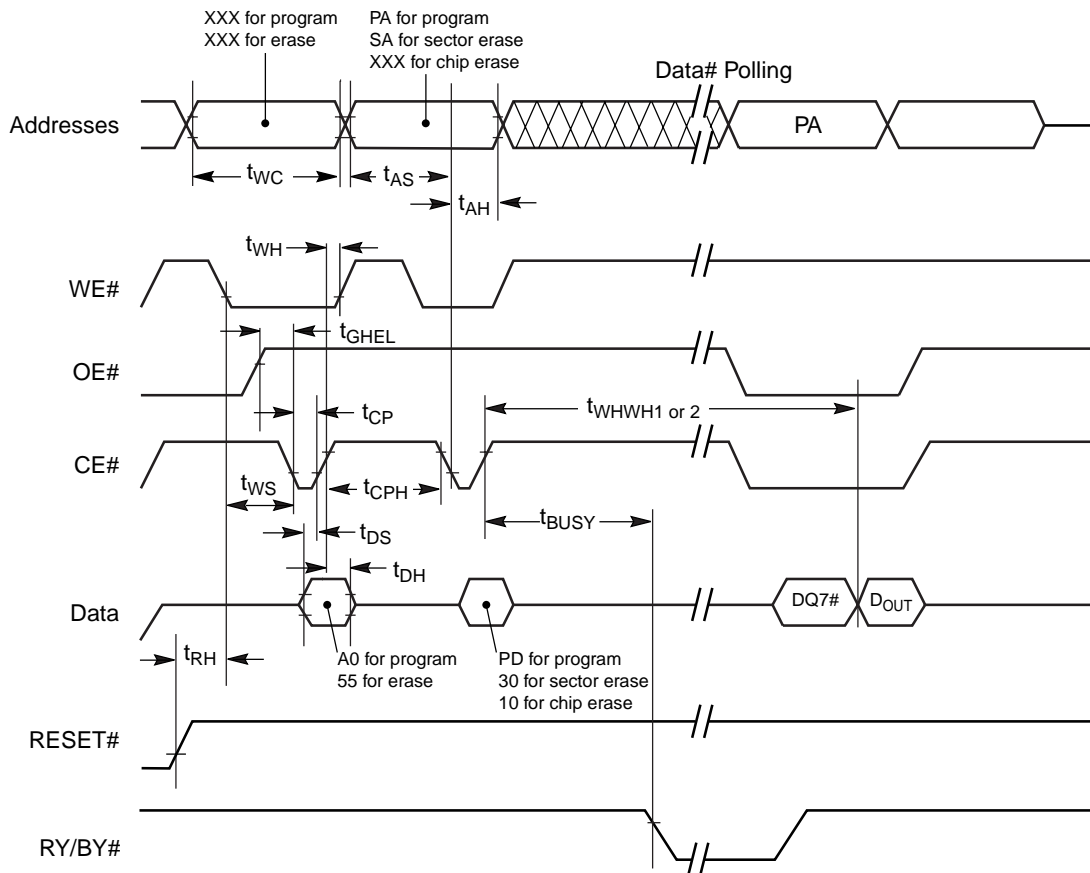 XXX for program
XXX for erase
PA for program
SA for sector erase
XXX for chip erase
Data# Polling
Addresses
PA
tWC
tAS
tAH
tWH
WE#
tGHEL
OE#
tWHWH1 or 2
tCP
CE#
tWS
tCPH
tBUSY
tDS
tDH
Data
DQ7#
DOUT
tRH
A0 for program
55 for erase
PD for program
30 for sector erase
10 for chip erase
RESET#
RY/BY#